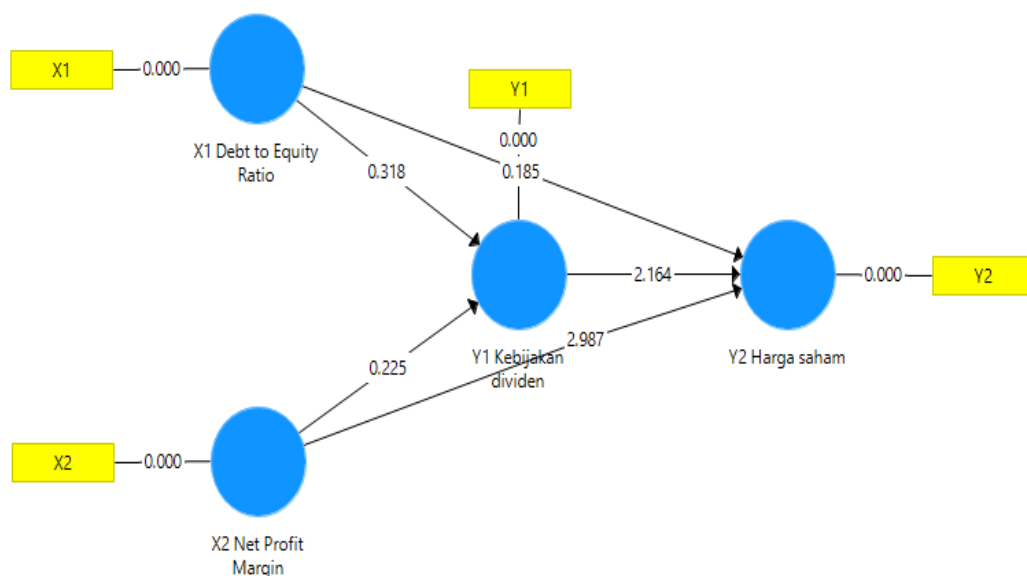 X1
0.000
X1 Debt to Equity
Ratio
Y1
0.000
0.185
0.318
2.164
Y1 Kebijakan
dividen
0.000
Y2
Y2 Harga saham
2.987
0.225
X2
0.000
X2 Net Profit
Margin